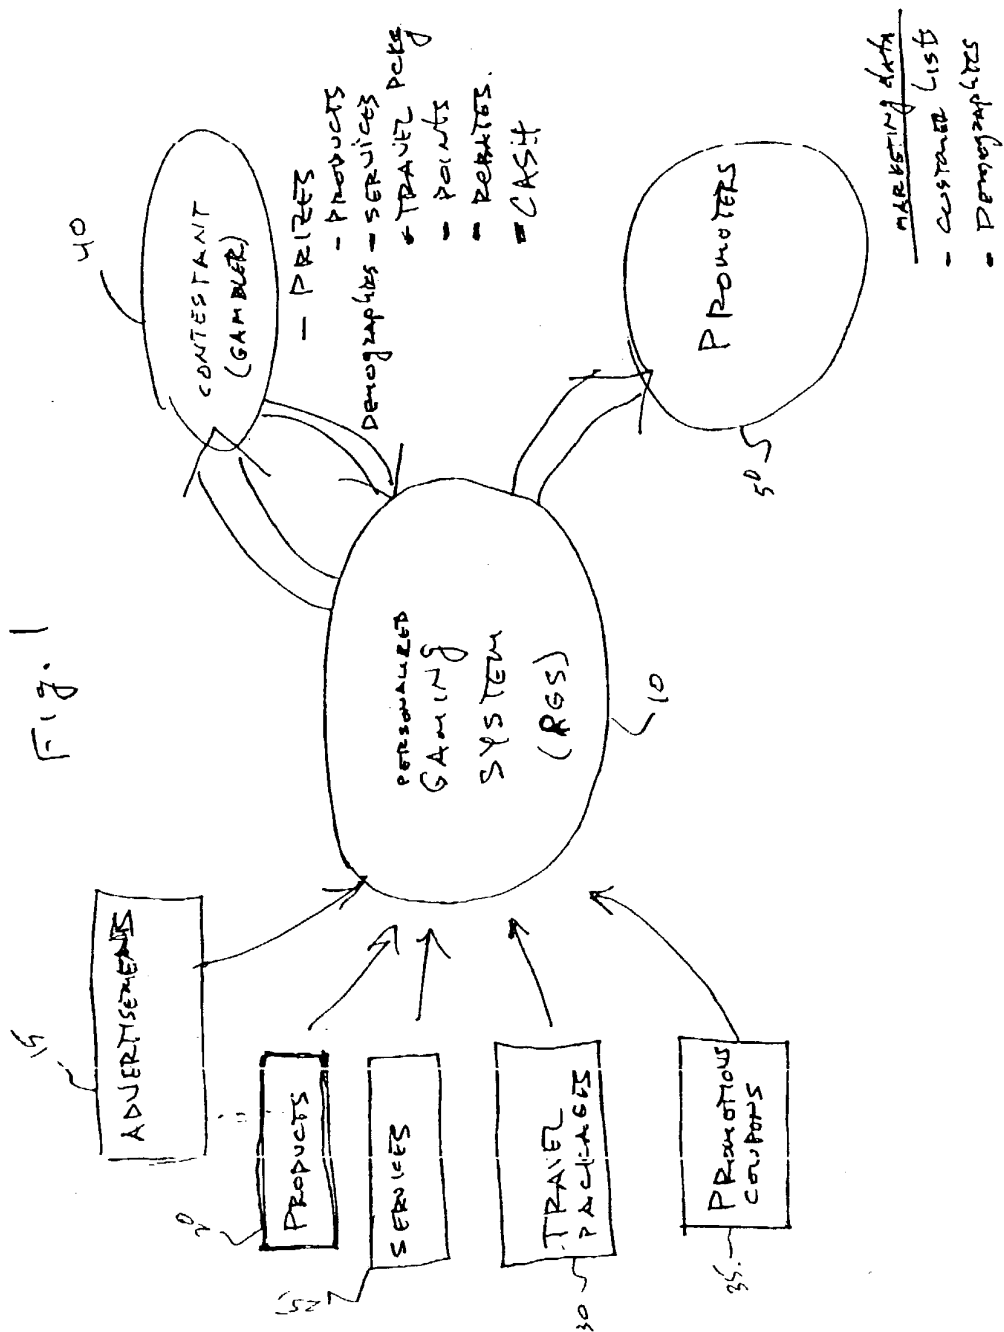 Fig. 1
15
ADVERTISEMENTS
20
PRODUCTS
25
SERVICES
30
TRAVEL
PACKAGES
35
PROMOTIONS
COUPONS
PERSONALIZED
GAMING
SYSTEM
(PGS)
10
40
CONTESTANT
(GAMBLER)
- PRIZES
- PRODUCTS
- SERVICES
- TRAVEL PCKG
- POINTS
- REBATES.
- CASH
Demographics
PROMOTERS
50
MARKETING data
- CUSTOMER LISTS
- Demographics